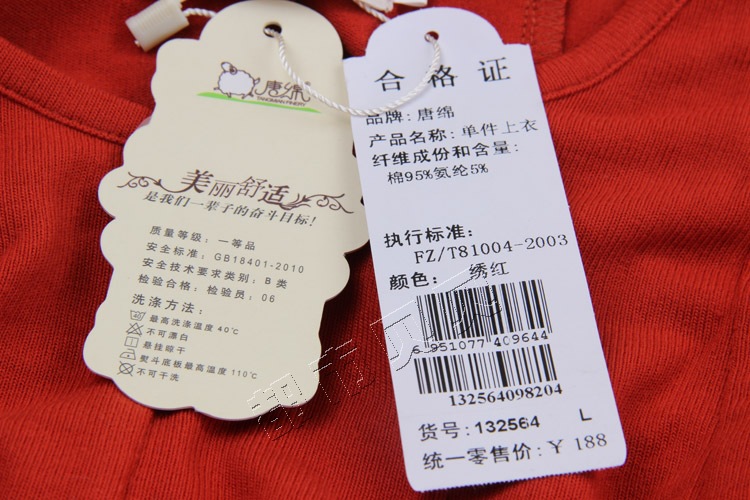 唐绵®
美丽舒适
是我们一辈子的奋斗目标！
质量等级：一等品
安全标准：GB18401-2010
安全技术要求类别：B 类
检验合格：检验员：06
洗涤方法：
最高洗涤温度 40℃
不可漂白
悬挂晾干
熨斗底板最高温度 110℃
不可干洗
合格证
品牌：唐绵
产品名称：单件上衣
纤维成份和含量：
棉95%氨纶5%
执行标准：
FZ/T81004-2003
颜色： 绣红
6 951077 409644
132564098204
货号：132564 L
统一零售价：￥188